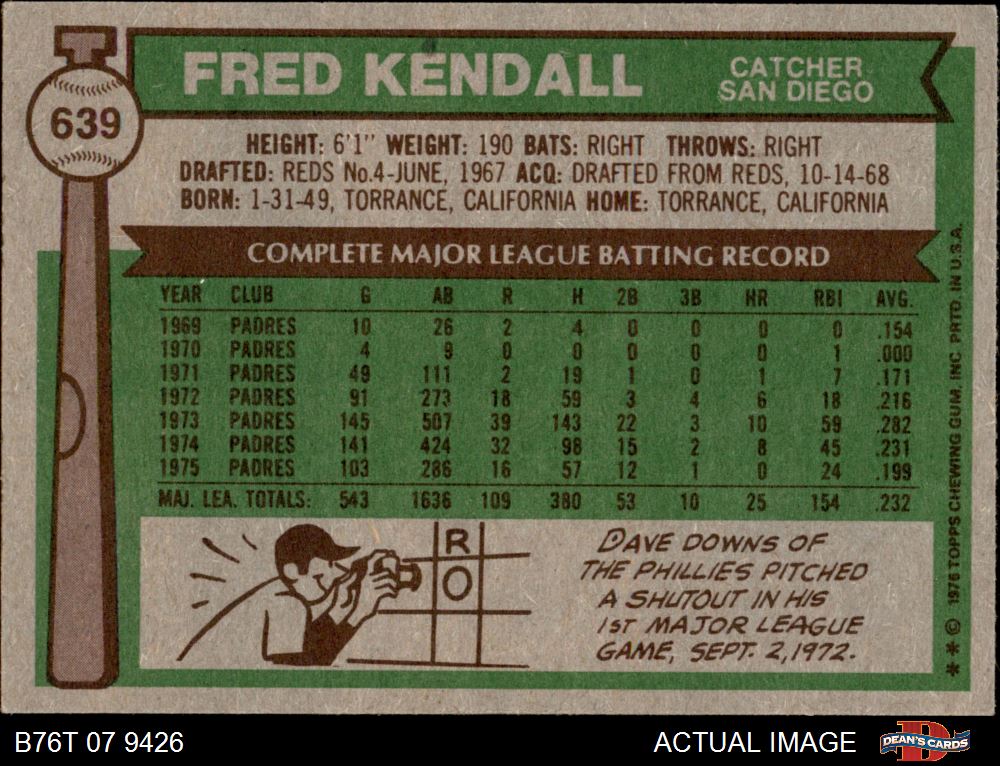 FRED KENDALL
CATCHER
SAN DIEGO
639
HEIGHT: 6'1" WEIGHT: 190 BATS: RIGHT THROWS: RIGHT
DRAFTED: REDS No.4-JUNE, 1967 ACQ: DRAFTED FROM REDS, 10-14-68
BORN: 1-31-49, TORRANCE, CALIFORNIA HOME: TORRANCE, CALIFORNIA
COMPLETE MAJOR LEAGUE BATTING RECORD
YEAR CLUB G AB R H 2B 3B HR RBI AVG.
1969 PADRES 10 26 2 4 0 0 0 0 .154
1970 PADRES 4 9 0 0 0 0 0 1 .000
1971 PADRES 49 111 2 19 1 0 1 7 .171
1972 PADRES 91 273 18 59 3 4 6 18 .216
1973 PADRES 145 507 39 143 22 3 10 59 .282
1974 PADRES 141 424 32 98 15 2 8 45 .231
1975 PADRES 103 286 16 57 12 1 0 24 .199
MAJ. LEA. TOTALS: 543 1636 109 380 53 10 25 154 .232
R
O
DAVE DOWNS OF
THE PHILLIES PITCHED
A SHUTOUT IN HIS
1ST MAJOR LEAGUE
GAME, SEPT. 2, 1972.
** © 1976 TOPPS CHEWING GUM, INC. PRTD. IN U.S.A.
B76T 07 9426
ACTUAL IMAGE
D
DEAN'S CARDS